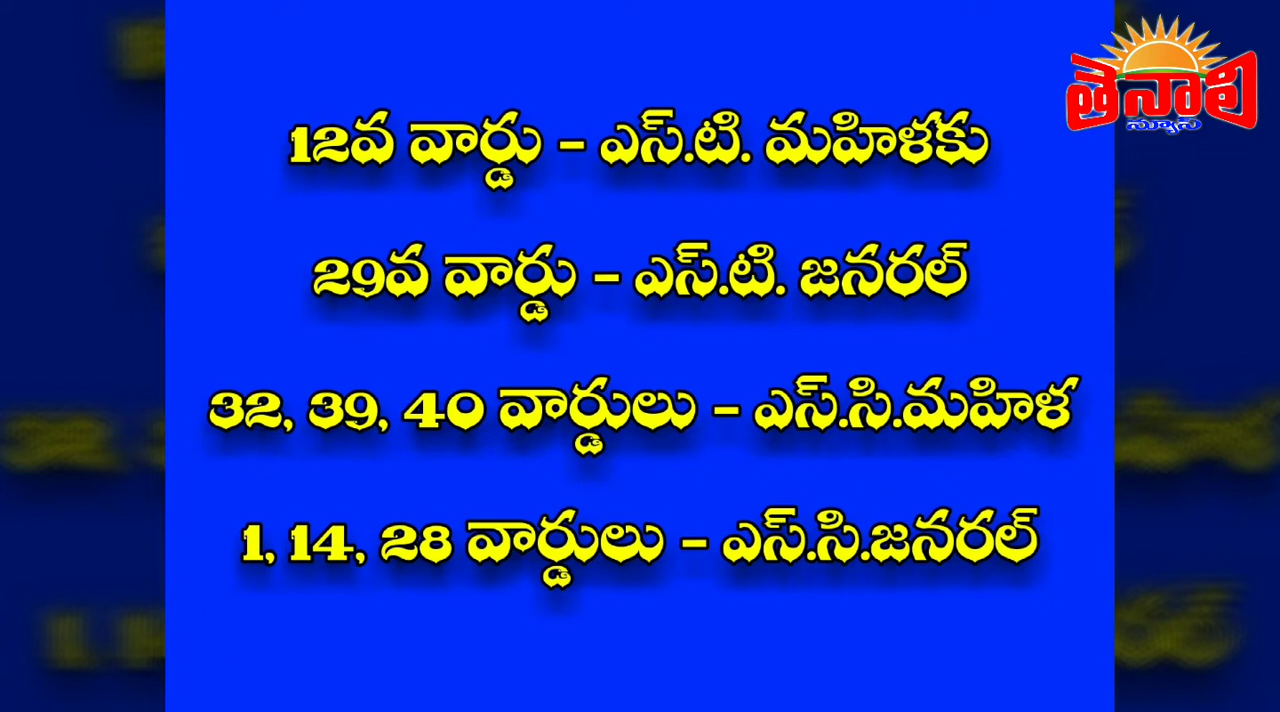 తెనాలి
న్యూస్
12వ వార్డు – ఎస్.టి. మహిళకు
29వ వార్డు – ఎస్.టి. జనరల్
32, 39, 40 వార్డులు – ఎస్.సి.మహిళ
1, 14, 28 వార్డులు – ఎస్.సి.జనరల్